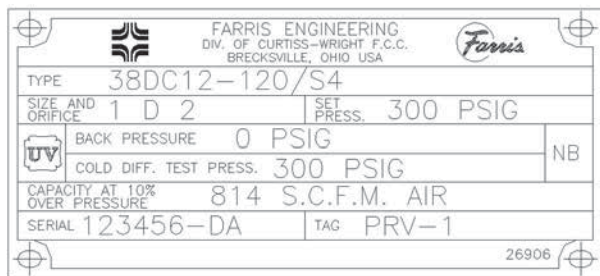 FARRIS ENGINEERING
DIV. OF CURTISS-WRIGHT F.C.C.
BRECKSVILLE, OHIO USA
Farris
TYPE 38DC12-120/S4
SIZE AND ORIFICE 1 D 2 SET PRESS. 300 PSIG
UV
BACK PRESSURE 0 PSIG
NB
COLD DIFF. TEST PRESS. 300 PSIG
CAPACITY AT 10% OVER PRESSURE 814 S.C.F.M. AIR
SERIAL 123456-DA TAG PRV-1
26906